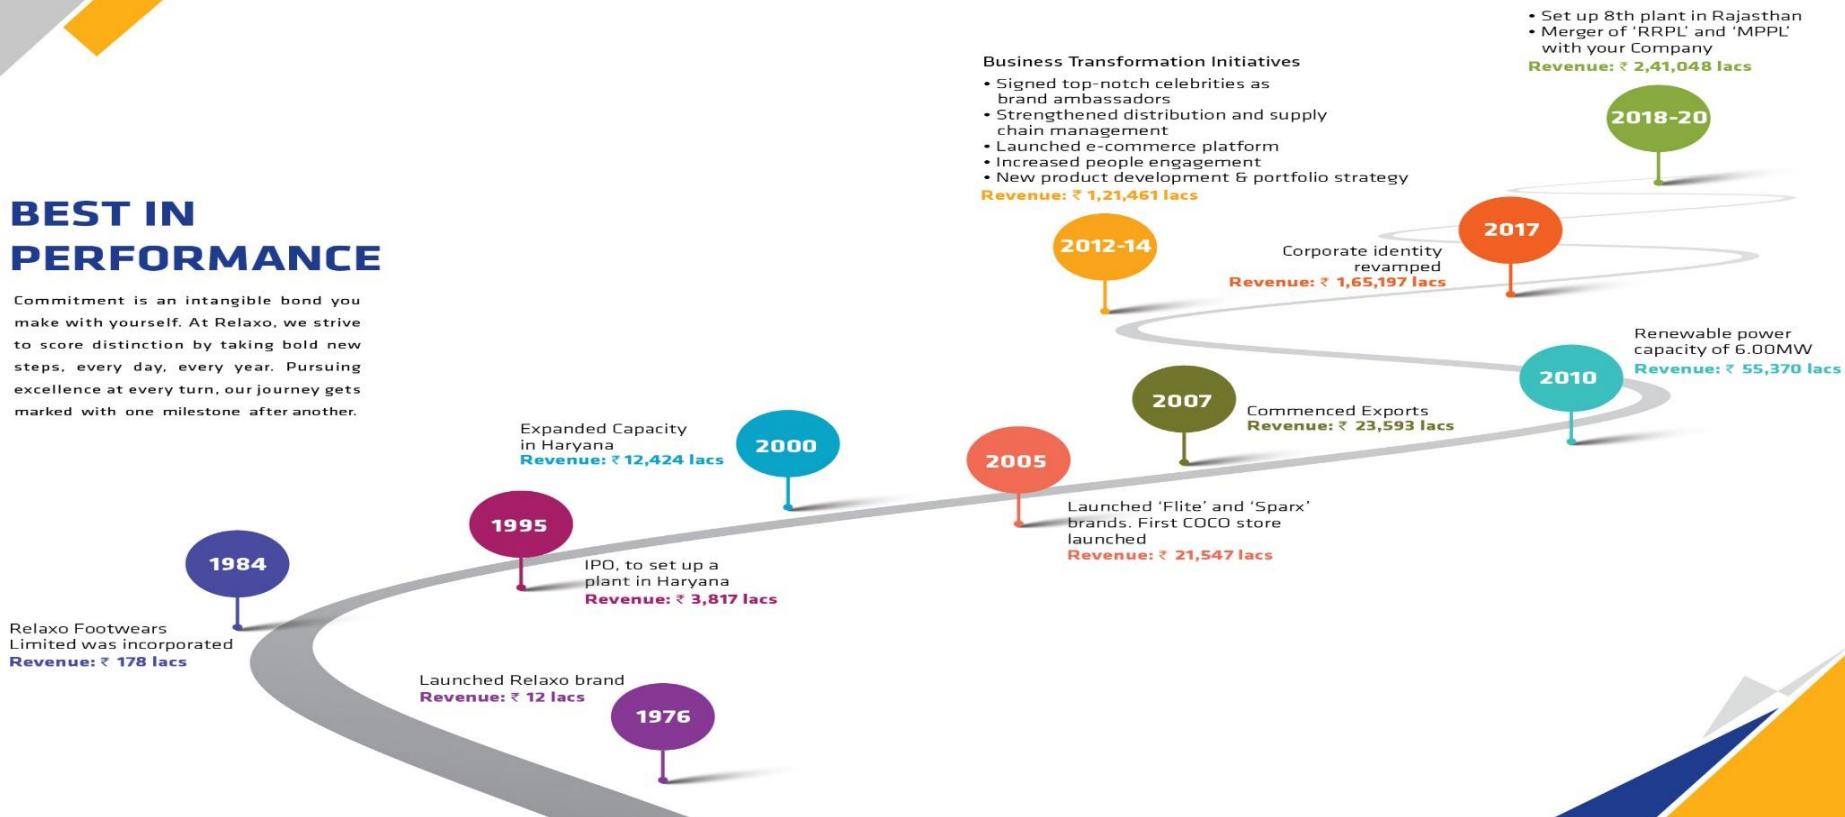 BEST IN
PERFORMANCE
Commitment is an intangible bond you
make with yourself. At Relaxo, we strive
to score distinction by taking bold new
steps, every day, every year. Pursuing
excellence at every turn, our journey gets
marked with one milestone after another.
1976
Launched Relaxo brand
Revenue: ₹ 12 lacs
1984
Relaxo Footwears
Limited was incorporated
Revenue: ₹ 178 lacs
1995
IPO, to set up a
plant in Haryana
Revenue: ₹ 3,817 lacs
2000
Expanded Capacity
in Haryana
Revenue: ₹ 12,424 lacs
2005
Launched ‘Flite’ and ‘Sparx’
brands. First COCO store
launched
Revenue: ₹ 21,547 lacs
2007
Commenced Exports
Revenue: ₹ 23,593 lacs
2010
Renewable power
capacity of 6.00MW
Revenue: ₹ 55,370 lacs
2012-14
Business Transformation Initiatives
• Signed top-notch celebrities as
brand ambassadors
• Strengthened distribution and supply
chain management
• Launched e-commerce platform
• Increased people engagement
• New product development & portfolio strategy
Revenue: ₹ 1,21,461 lacs
2017
Corporate identity
revamped
Revenue: ₹ 1,65,197 lacs
2018-20
• Set up 8th plant in Rajasthan
• Merger of ‘RRPL’ and ‘MPPL’
with your Company
Revenue: ₹ 2,41,048 lacs